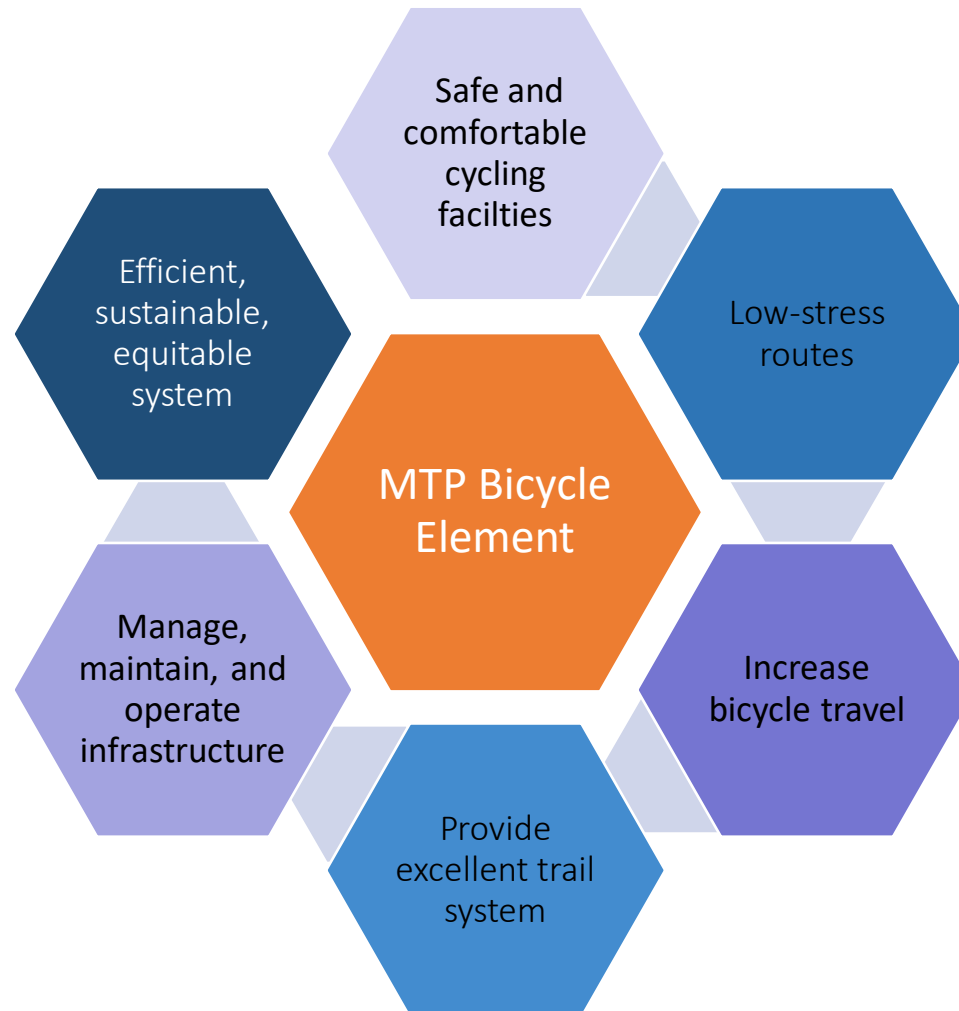 Safe and
comfortable
cycling
facilties
Low-stress
routes
Increase
bicycle travel
Provide
excellent trail
system
Manage,
maintain, and
operate
infrastructure
Efficient,
sustainable,
equitable
system
MTP Bicycle
Element